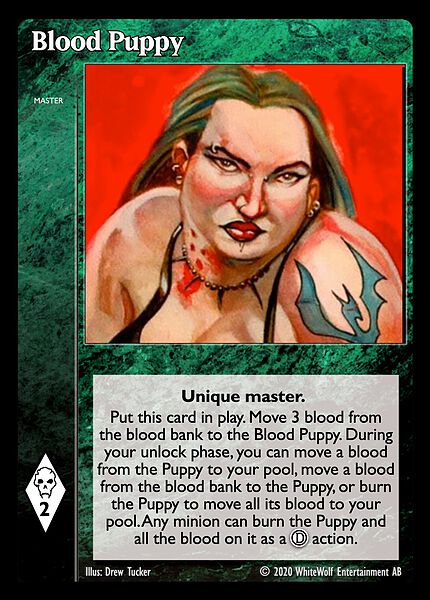 Blood Puppy
MASTER
Unique master.
Put this card in play. Move 3 blood from
the blood bank to the Blood Puppy. During
your unlock phase, you can move a blood
from the Puppy to your pool, move a blood
from the blood bank to the Puppy, or burn
the Puppy to move all its blood to your
pool. Any minion can burn the Puppy and
all the blood on it as a Ⓓ action.
2
Illus: Drew Tucker
© 2020 WhiteWolf Entertainment AB